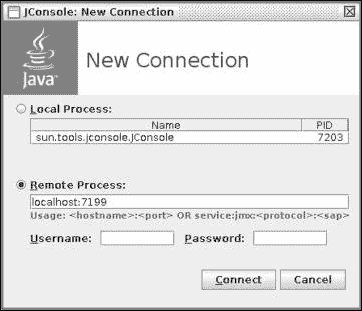 JConsole: New Connection
Java™
New Connection
Local Process:
Name PID
sun.tools.jconsole.JConsole 7203
Remote Process:
localhost:7199
Usage: <hostname>:<port> OR service:jmx:<protocol>:<sap>
Username: Password:
Connect Cancel